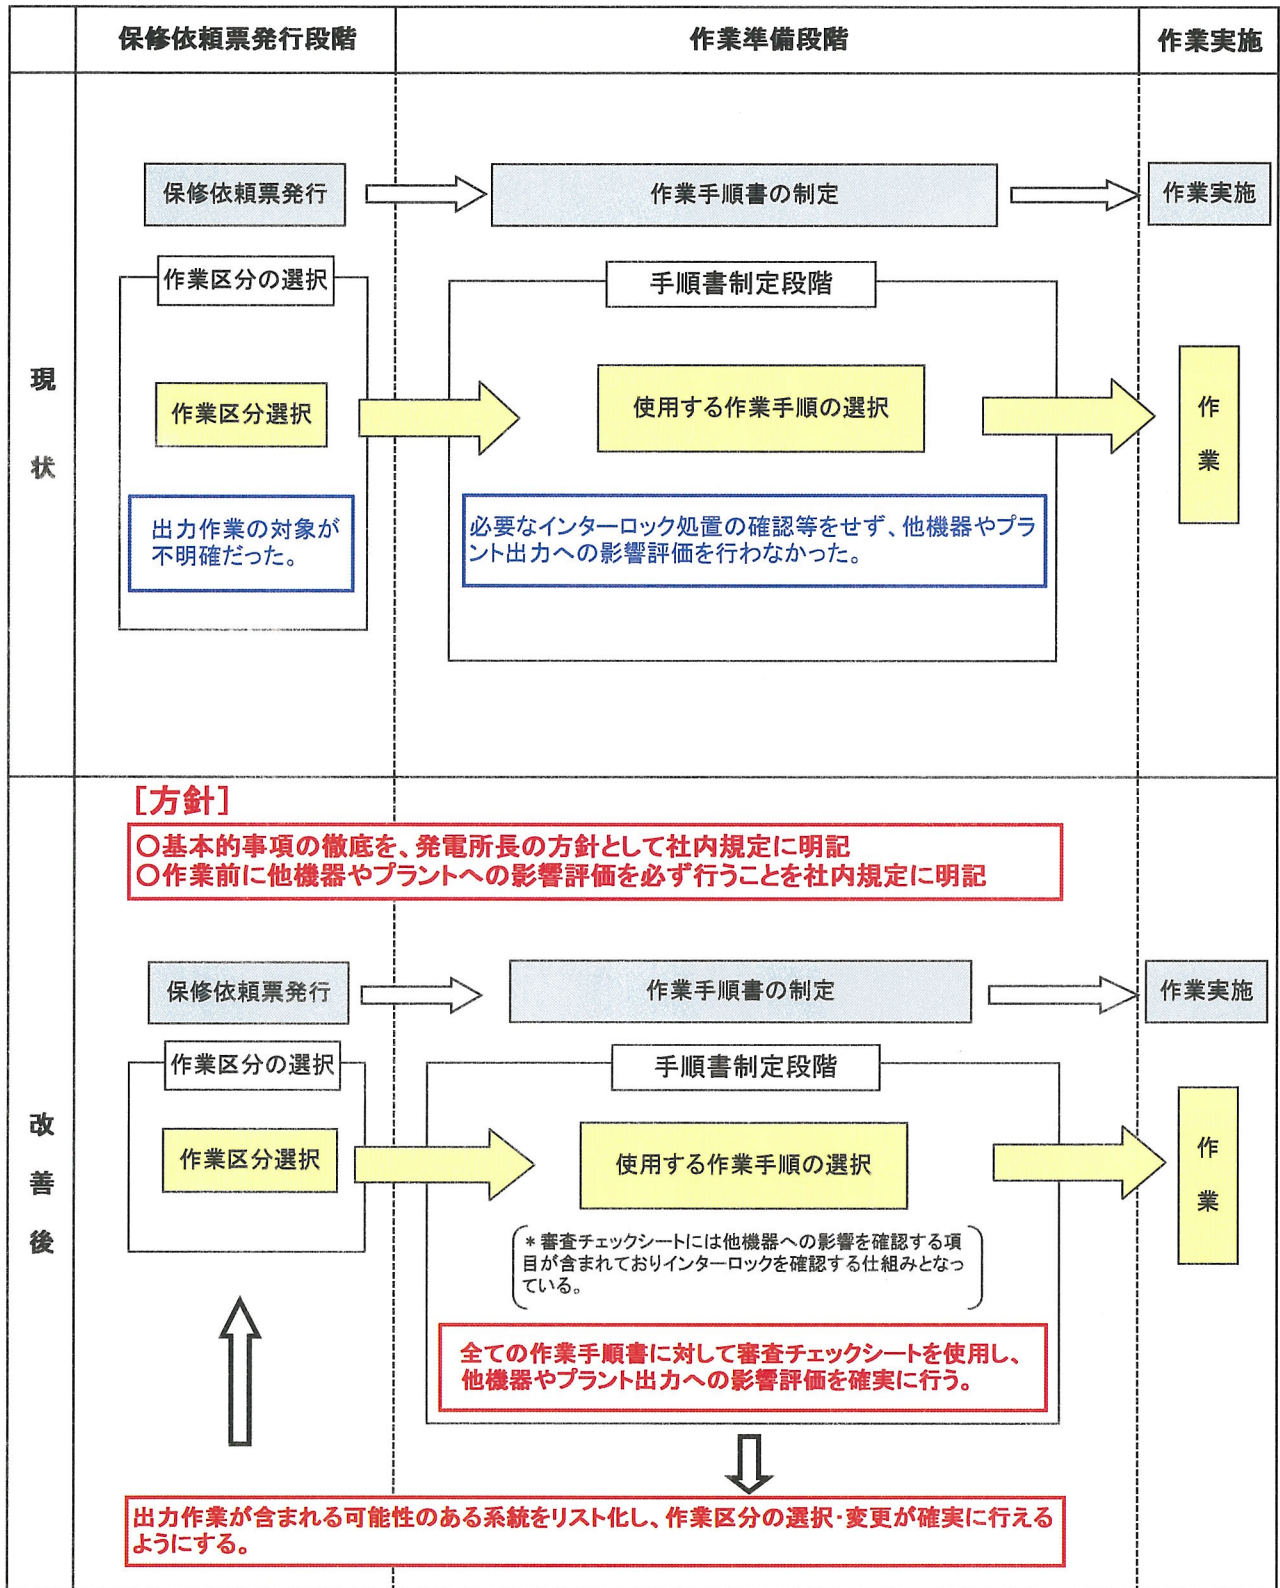 保修依頼票発行段階
作業準備段階
作業実施
現状
保修依頼票発行
作業手順書の制定
作業実施
作業区分の選択
手順書制定段階
作業区分選択
使用する作業手順の選択
作業
出力作業の対象が
不明確だった。
必要なインターロック処置の確認等をせず、他機器やプラ
ント出力への影響評価を行わなかった。
改善後
[方針]
○基本的事項の徹底を、発電所長の方針として社内規定に明記
○作業前に他機器やプラントへの影響評価を必ず行うことを社内規定に明記
保修依頼票発行
作業手順書の制定
作業実施
作業区分の選択
手順書制定段階
作業区分選択
使用する作業手順の選択
作業
*審査チェックシートには他機器への影響を確認する項
目が含まれておりインターロックを確認する仕組みとなっ
ている。
全ての作業手順書に対して審査チェックシートを使用し、
他機器やプラント出力への影響評価を確実に行う。
出力作業が含まれる可能性のある系統をリスト化し、作業区分の選択・変更が確実に行える
ようにする。